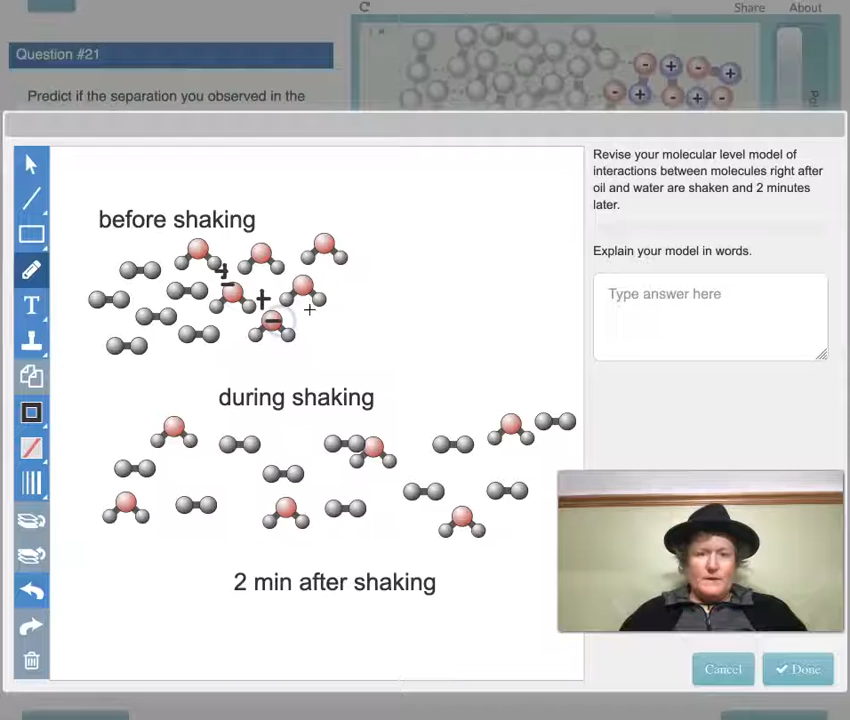 Share About
Question #21
Predict if the separation you observed in the
- + - +
- + - + -
Revise your molecular level model of
interactions between molecules right after
oil and water are shaken and 2 minutes
later.
Explain your model in words.
Type answer here
T
before shaking
+
-
+
-
during shaking
2 min after shaking
Cancel
Done